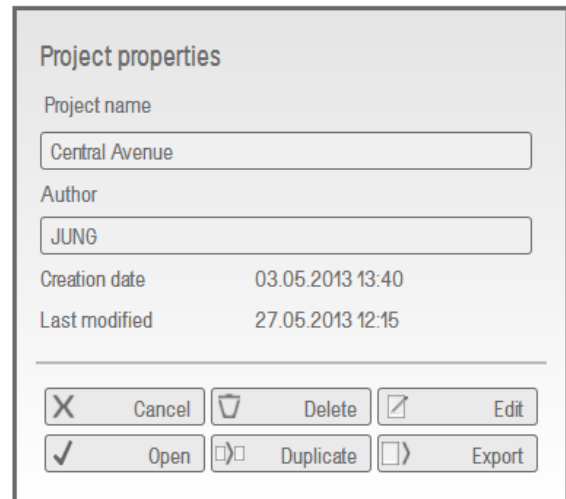 Project properties
Project name
Central Avenue
Author
JUNG
Creation date 03.05.2013 13:40
Last modified 27.05.2013 12:15
Cancel Delete Edit
Open Duplicate Export